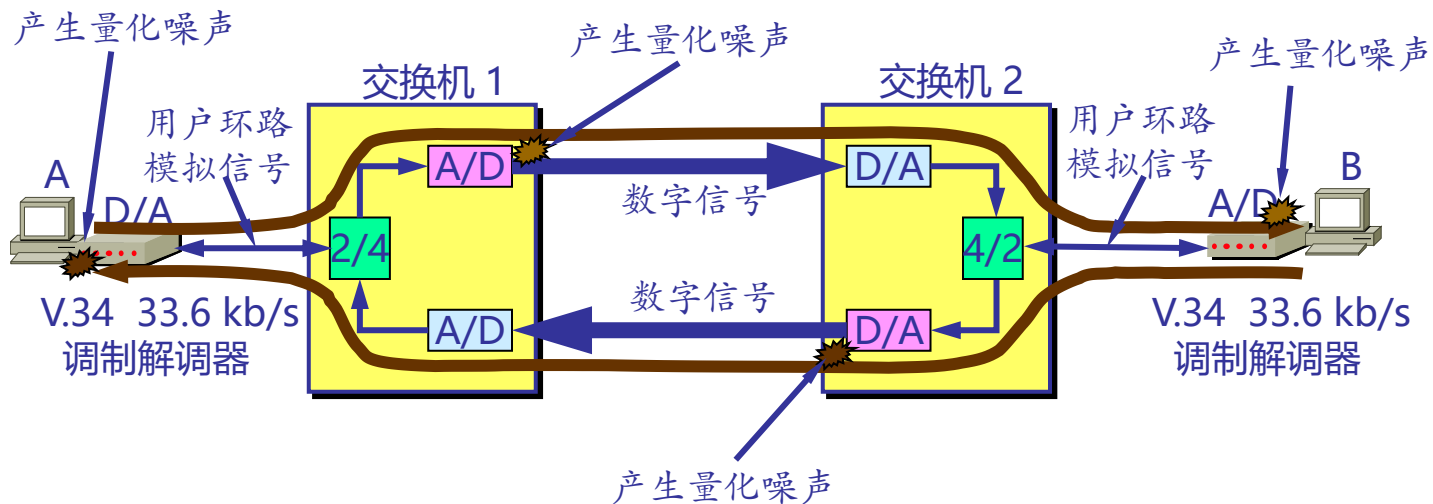 产生量化噪声
产生量化噪声
产生量化噪声
交换机 1
交换机 2
用户环路
模拟信号
用户环路
模拟信号
A/D
D/A
数字信号
A
D/A
B
A/D
2/4
4/2
数字信号
A/D
D/A
V.34 33.6 kb/s
调制解调器
V.34 33.6 kb/s
调制解调器
产生量化噪声